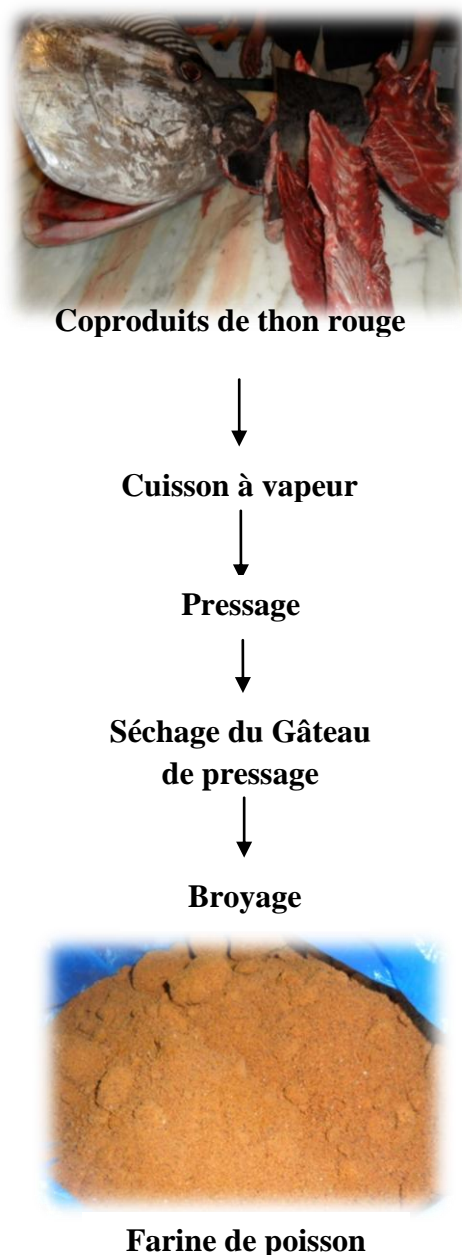 Coproduits de thon rouge
Cuisson à vapeur
Pressage
Séchage du Gâteau
de pressage
Broyage
Farine de poisson